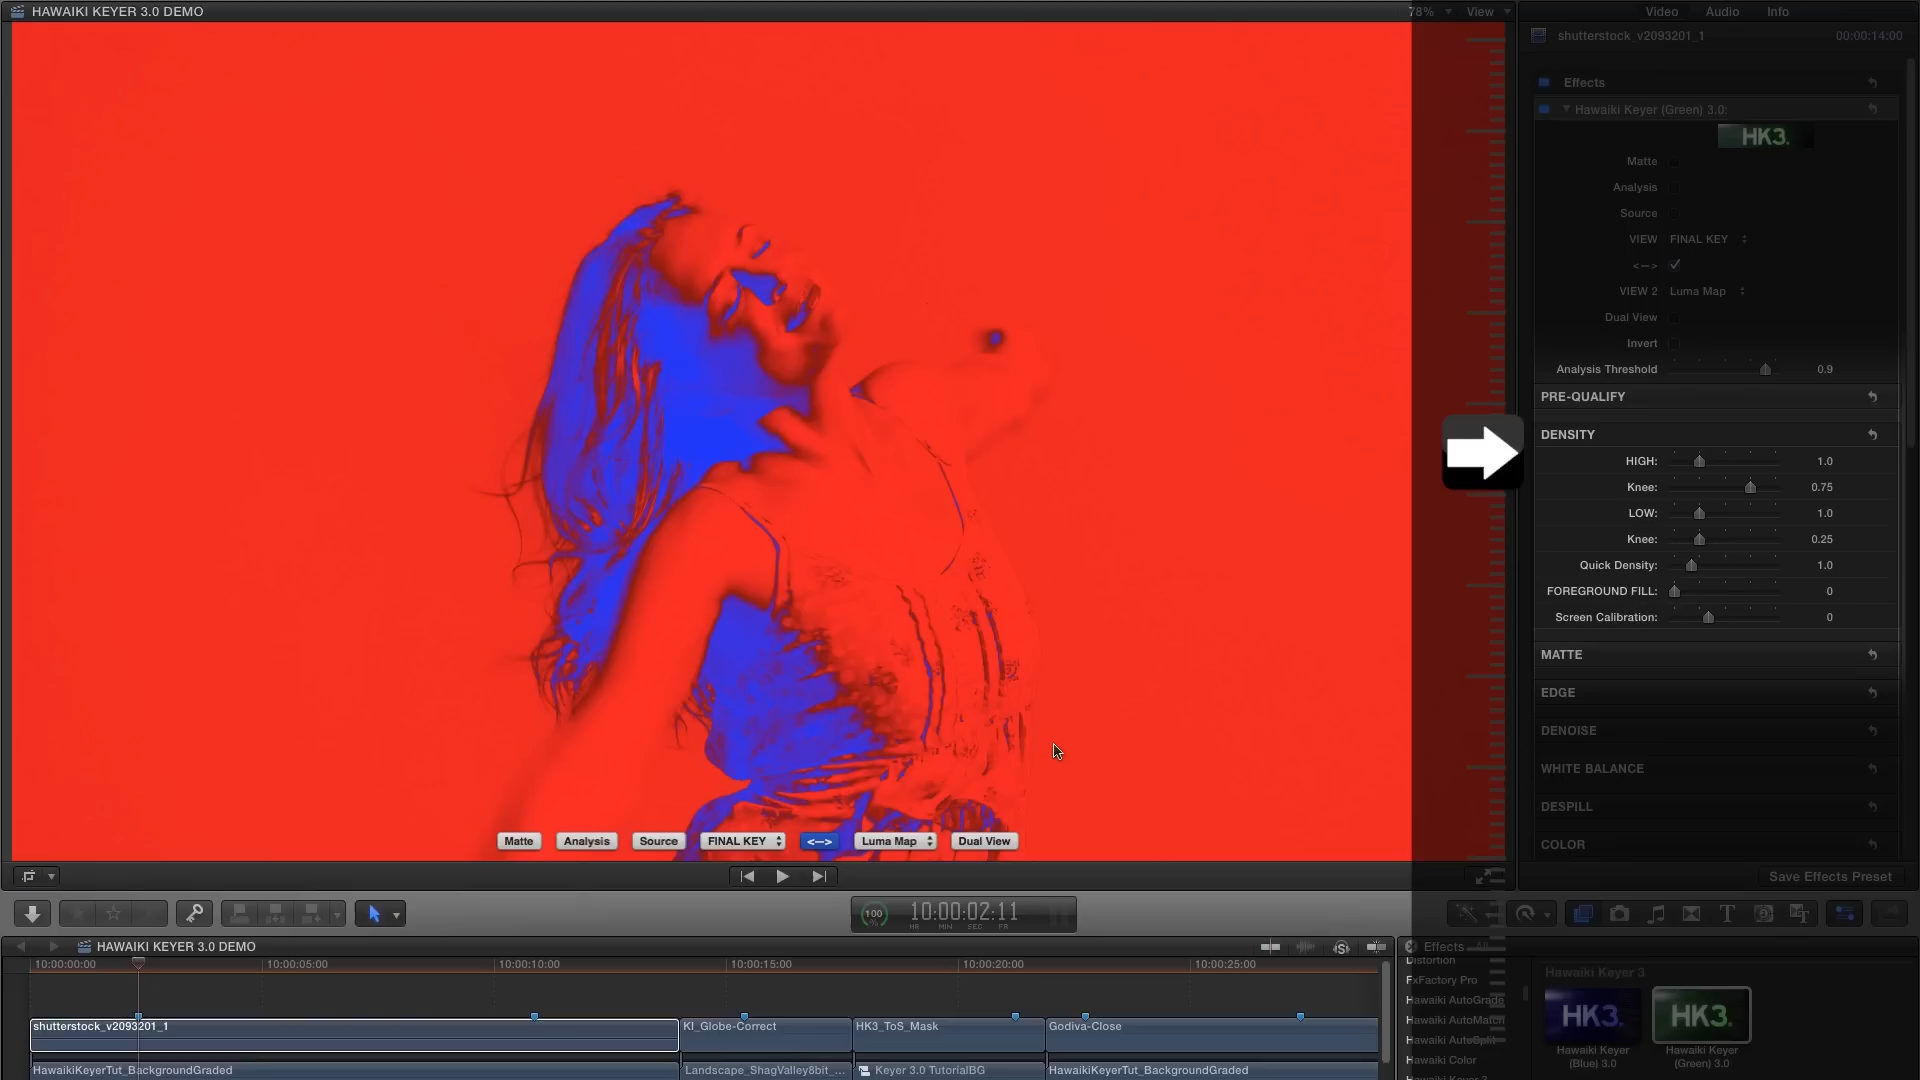 HAWAIKI KEYER 3.0 DEMO
78%
View
Video
Audio
Info
shutterstock_v2093201_1
00:00:14:00
Effects
Hawaiki Keyer (Green) 3.0:
HK3.
Matte
Analysis
Source
VIEW FINAL KEY
<-->
VIEW 2 Luma Map
Dual View
Invert
Analysis Threshold 0.9
PRE-QUALIFY
DENSITY
HIGH: 1.0
Knee: 0.75
LOW: 1.0
Knee: 0.25
Quick Density: 1.0
FOREGROUND FILL: 0
Screen Calibration: 0
MATTE
EDGE
DENOISE
WHITE BALANCE
DESPILL
COLOR
Matte Analysis Source FINAL KEY <--> Luma Map Dual View
Save Effects Preset
100 %
10:00:02:11
HR MIN SEC FR
HAWAIKI KEYER 3.0 DEMO
Effects All
10:00:00:00 10:00:05:00 10:00:10:00 10:00:15:00 10:00:20:00 10:00:25:00
Distortion
FxFactory Pro
Hawaiki AutoGrade
Hawaiki AutoMatch
Hawaiki AutoSplit
Hawaiki Color
Hawaiki Keyer 3
HK3.
Hawaiki Keyer
(Blue) 3.0
HK3.
Hawaiki Keyer
(Green) 3.0
shutterstock_v2093201_1 KI_Globe-Correct HK3_ToS_Mask Godiva-Close
HawaikiKeyerTut_BackgroundGraded Landscape_ShagValley8bit_... Keyer 3.0 TutorialBG HawaikiKeyerTut_BackgroundGraded